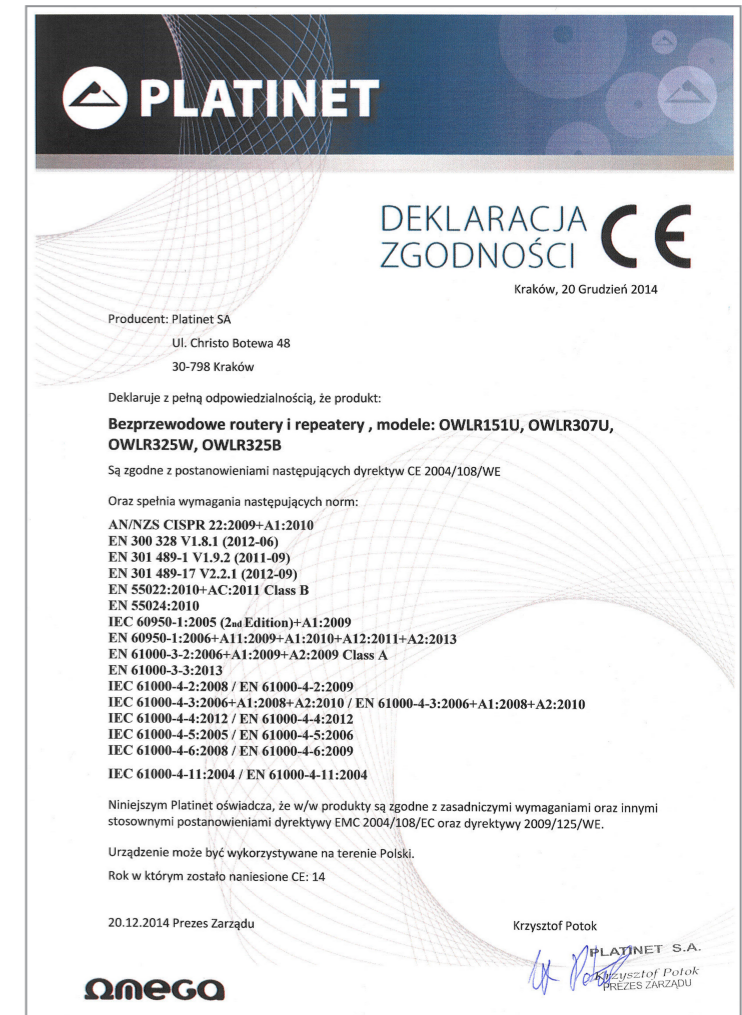 PLATINET
DEKLARACJA
ZGODNOŚCI CE
Kraków, 20 Grudzień 2014
Producent: Platinet SA
Ul. Christo Botewa 48
30-798 Kraków
Deklaruje z pełną odpowiedzialnością, że produkt:
Bezprzewodowe routery i repeatery , modele: OWLR151U, OWLR307U,
OWLR325W, OWLR325B
Są zgodne z postanowieniami następujących dyrektyw CE 2004/108/WE
Oraz spełnia wymagania następujących norm:
AN/NZS CISPR 22:2009+A1:2010
EN 300 328 V1.8.1 (2012-06)
EN 301 489-1 V1.9.2 (2011-09)
EN 301 489-17 V2.2.1 (2012-09)
EN 55022:2010+AC:2011 Class B
EN 55024:2010
IEC 60950-1:2005 (2nd Edition)+A1:2009
EN 60950-1:2006+A11:2009+A1:2010+A12:2011+A2:2013
EN 61000-3-2:2006+A1:2009+A2:2009 Class A
EN 61000-3-3:2013
IEC 61000-4-2:2008 / EN 61000-4-2:2009
IEC 61000-4-3:2006+A1:2008+A2:2010 / EN 61000-4-3:2006+A1:2008+A2:2010
IEC 61000-4-4:2012 / EN 61000-4-4:2012
IEC 61000-4-5:2005 / EN 61000-4-5:2006
IEC 61000-4-6:2008 / EN 61000-4-6:2009
IEC 61000-4-11:2004 / EN 61000-4-11:2004
Niniejszym Platinet oświadcza, że w/w produkty są zgodne z zasadniczymi wymaganiami oraz innymi
stosownymi postanowieniami dyrektywy EMC 2004/108/EC oraz dyrektywy 2009/125/WE.
Urządzenie może być wykorzystywane na terenie Polski.
Rok w którym zostało naniesione CE: 14
20.12.2014 Prezes Zarządu
Krzysztof Potok
PLATINET S.A.
Krzysztof Potok
PREZES ZARZĄDU
omega